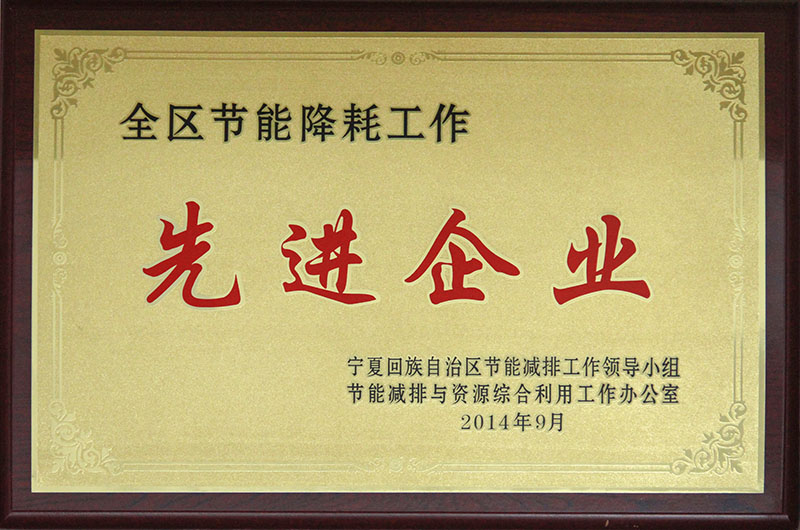 全区节能降耗工作
先进企业
宁夏回族自治区节能减排工作领导小组
节能减排与资源综合利用工作办公室
2014年9月